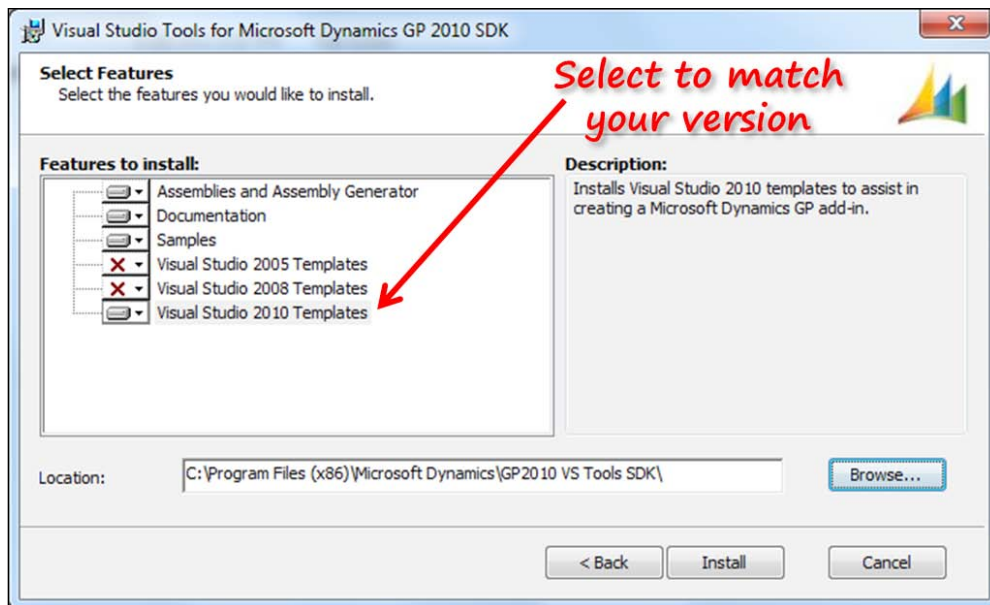 Visual Studio Tools for Microsoft Dynamics GP 2010 SDK
Select Features
Select the features you would like to install.
Select to match
your version
Features to install:
Assemblies and Assembly Generator
Documentation
Samples
Visual Studio 2005 Templates
Visual Studio 2008 Templates
Visual Studio 2010 Templates
Description:
Installs Visual Studio 2010 templates to assist in
creating a Microsoft Dynamics GP add-in.
Location:
C:\Program Files (x86)\Microsoft Dynamics\GP2010 VS Tools SDK\
Browse...
< Back
Install
Cancel